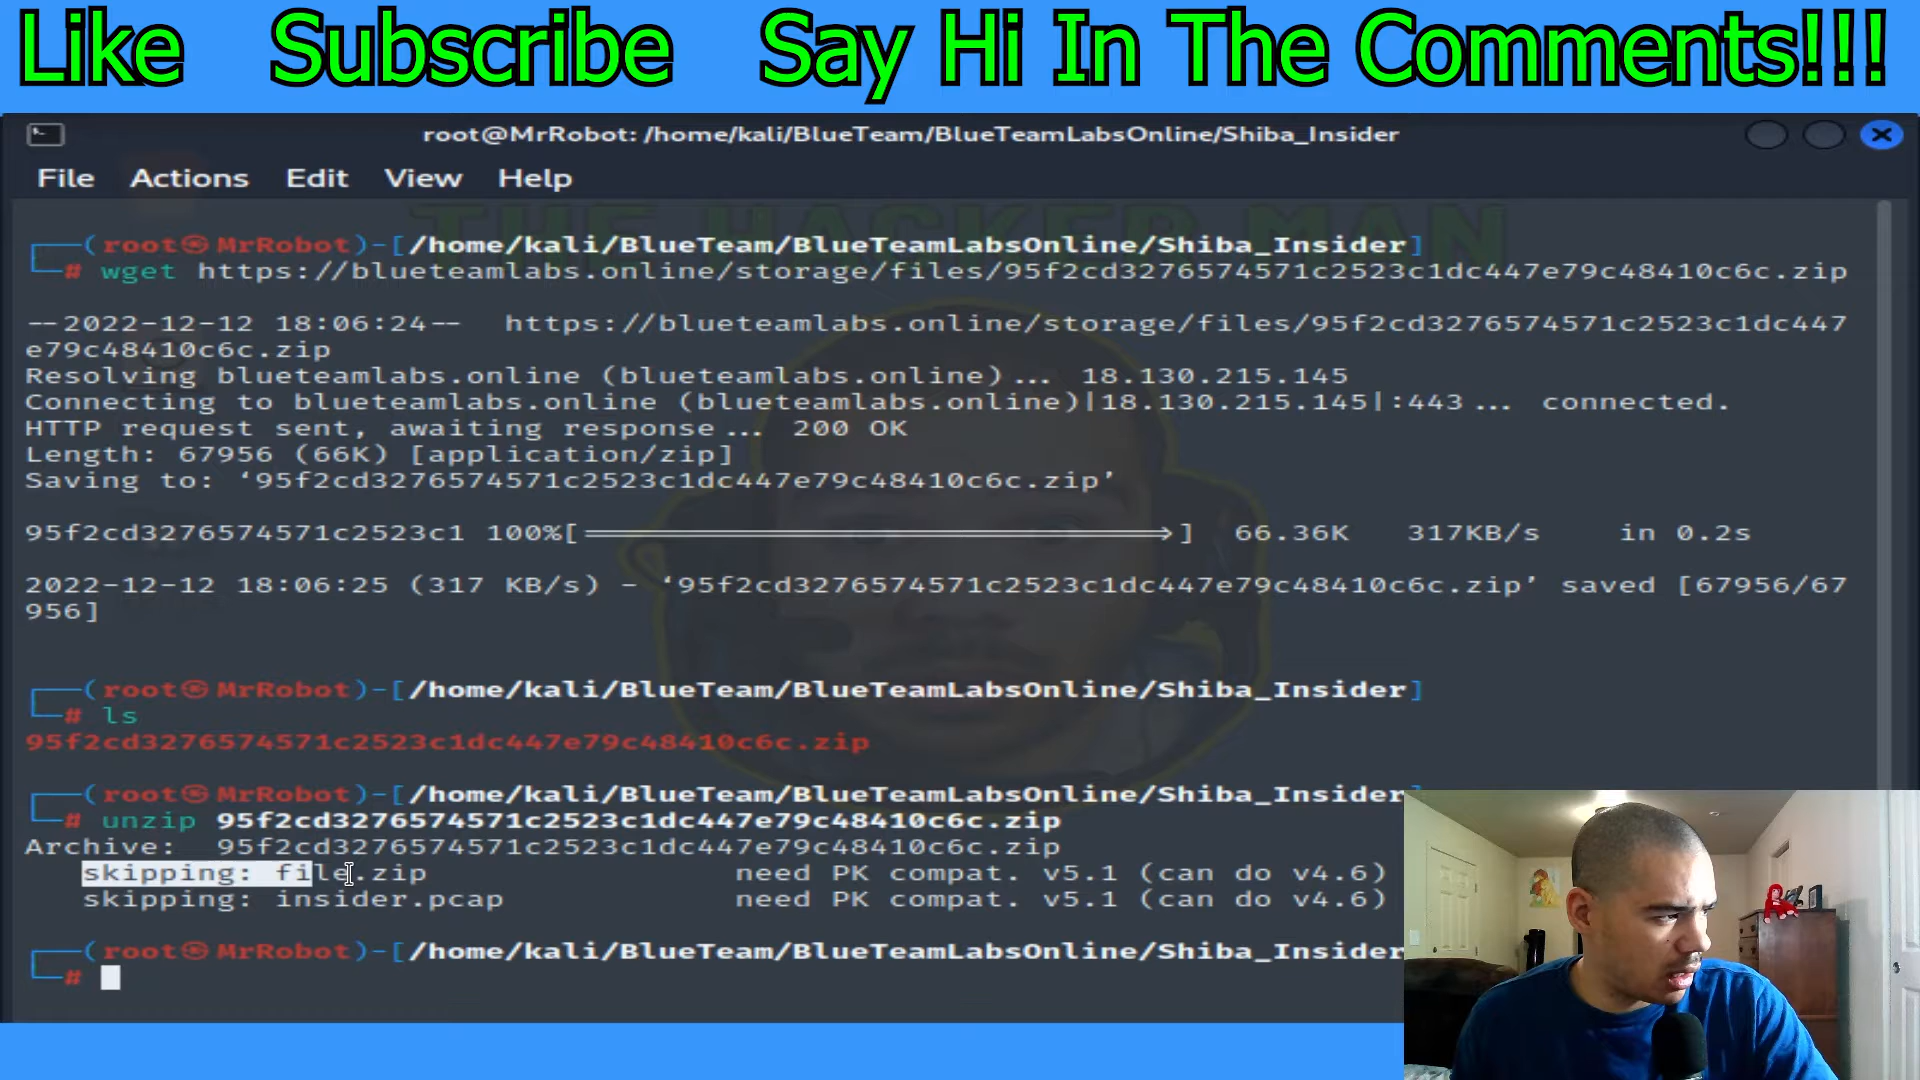 Like Subscribe Say Hi In The Comments!!!
root@MrRobot: /home/kali/BlueTeam/BlueTeamLabsOnline/Shiba_Insider
File Actions Edit View Help
THE HACKER MAN
(root㉿MrRobot)-[/home/kali/BlueTeam/BlueTeamLabsOnline/Shiba_Insider]
# wget https://blueteamlabs.online/storage/files/95f2cd3276574571c2523c1dc447e79c48410c6c.zip
--2022-12-12 18:06:24-- https://blueteamlabs.online/storage/files/95f2cd3276574571c2523c1dc447
e79c48410c6c.zip
Resolving blueteamlabs.online (blueteamlabs.online)... 18.130.215.145
Connecting to blueteamlabs.online (blueteamlabs.online)|18.130.215.145|:443... connected.
HTTP request sent, awaiting response... 200 OK
Length: 67956 (66K) [application/zip]
Saving to: ‘95f2cd3276574571c2523c1dc447e79c48410c6c.zip’
95f2cd3276574571c2523c1 100%[===================>] 66.36K 317KB/s in 0.2s
2022-12-12 18:06:25 (317 KB/s) - ‘95f2cd3276574571c2523c1dc447e79c48410c6c.zip’ saved [67956/67
956]
(root㉿MrRobot)-[/home/kali/BlueTeam/BlueTeamLabsOnline/Shiba_Insider]
# ls
95f2cd3276574571c2523c1dc447e79c48410c6c.zip
(root㉿MrRobot)-[/home/kali/BlueTeam/BlueTeamLabsOnline/Shiba_Insider]
# unzip 95f2cd3276574571c2523c1dc447e79c48410c6c.zip
Archive: 95f2cd3276574571c2523c1dc447e79c48410c6c.zip
skipping: file.zip need PK compat. v5.1 (can do v4.6)
skipping: insider.pcap need PK compat. v5.1 (can do v4.6)
(root㉿MrRobot)-[/home/kali/BlueTeam/BlueTeamLabsOnline/Shiba_Insider
#